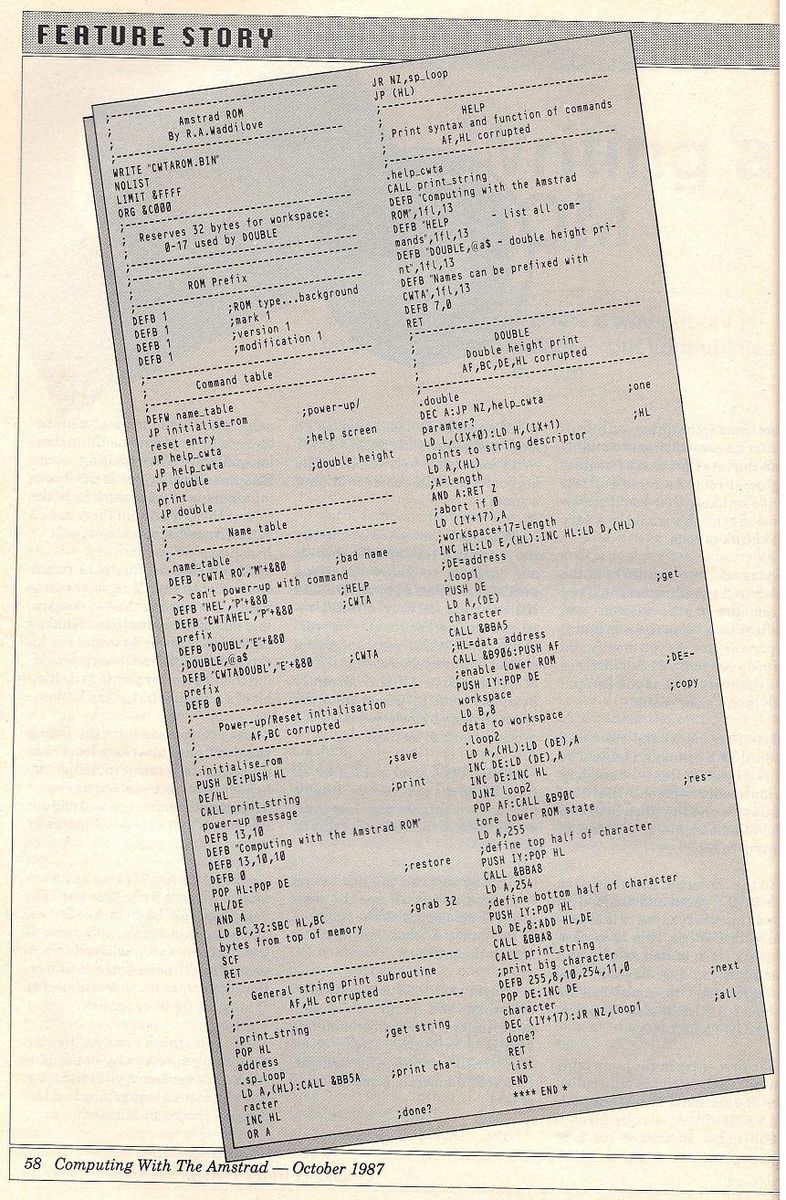 FEATURE STORY
;------------------------------
; Amstrad ROM
; By R.A.Waddilove
;
;------------------------------
WRITE "CWTAROM.BIN"
NOLIST
LIMIT &FFFF
ORG &C000
;------------------------------
; Reserves 32 bytes for workspace:
; 0-17 used by DOUBLE
;------------------------------
;------------------------------
; ROM Prefix
;
;------------------------------
DEFB 1 ;ROM type...background
DEFB 1 ;mark 1
DEFB 1 ;version 1
DEFB 1 ;modification 1
;------------------------------
; Command table
;
;------------------------------
DEFW name_table
JP initialise_rom ;power-up/
reset entry
JP help_cwta ;help screen
JP help_cwta
JP double ;double height
print
JP double
;------------------------------
; Name table
;
;------------------------------
.name_table
DEFB "CWTA RO","M"+&80 ;bad name
-> can't power-up with command
DEFB "HEL","P"+&80 ;HELP
DEFB "CWTAHEL","P"+&80 ;CWTA
prefix
DEFB "DOUBL","E"+&80
;DOUBLE,@a$
DEFB "CWTADOUBL","E"+&80 ;CWTA
prefix
DEFB 0
;------------------------------
; Power-up/Reset intialisation
; AF,BC corrupted
;
;------------------------------
.initialise_rom
PUSH DE:PUSH HL ;save
DE/HL
CALL print_string ;print
power-up message
DEFB 13,10
DEFB "Computing with the Amstrad ROM"
DEFB 13,10,10
DEFB 0
POP HL:POP DE ;restore
HL/DE
AND A
LD BC,32:SBC HL,BC ;grab 32
bytes from top of memory
SCF
RET
;------------------------------
; General string print subroutine
; AF,HL corrupted
;
;------------------------------
.print_string
POP HL ;get string
address
.sp_loop
LD A,(HL):CALL &BB5A ;print cha-
racter
INC HL
OR A ;done?
JR NZ,sp_loop
JP (HL)
;------------------------------
; HELP
; Print syntax and function of commands
; AF,HL corrupted
;
;------------------------------
.help_cwta
CALL print_string
DEFB "Computing with the Amstrad
ROM",1fl,13
DEFB "HELP - list all com-
mands",1fl,13
DEFB "DOUBLE,@a$ - double height pri-
nt",1fl,13
DEFB "Names can be prefixed with
CWTA",1fl,13
DEFB 7,0
RET
;------------------------------
; DOUBLE
; Double height print
; AF,BC,DE,HL corrupted
;
;------------------------------
.double
DEC A:JP NZ,help_cwta ;one
paramter?
LD L,(IX+0):LD H,(IX+1) ;HL
points to string descriptor
LD A,(HL)
;A=length
AND A:RET Z
;abort if 0
LD (IY+17),A
;workspace+17=length
INC HL:LD E,(HL):INC HL:LD D,(HL)
;DE=address
.loop1
PUSH DE
LD A,(DE) ;get
character
CALL &BBA5
;HL=data address
CALL &B906:PUSH AF
;enable lower ROM
PUSH IY:POP DE ;DE=-
workspace
LD B,8 ;copy
data to workspace
.loop2
LD A,(HL):LD (DE),A
INC DE:LD (DE),A
INC DE:INC HL
DJNZ loop2
POP AF:CALL &B90C ;res-
tore lower ROM state
LD A,255
;define top half of character
PUSH IY:POP HL
CALL &BBA8
LD A,254
;define bottom half of character
PUSH IY:POP HL
LD DE,8:ADD HL,DE
CALL &BBA8
CALL print_string
;print big character
DEFB 255,8,10,254,11,0
POP DE:INC DE ;next
character
DEC (IY+17):JR NZ,loop1 ;all
done?
RET
list
END
**** END *
58 Computing With The Amstrad — October 1987